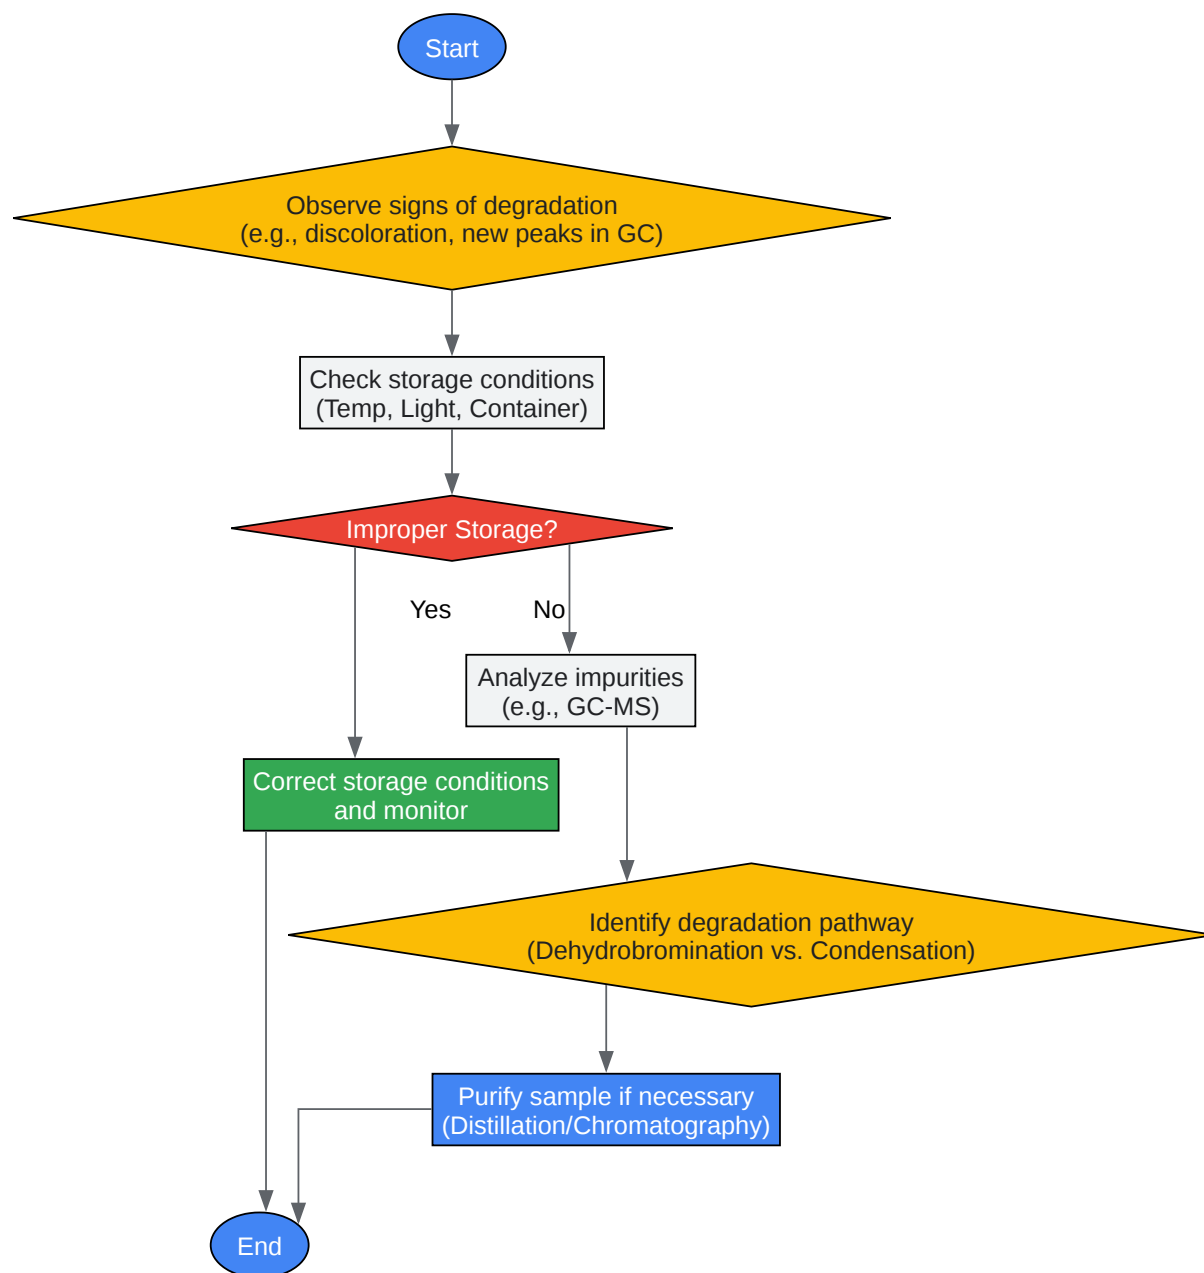 Start
Observe signs of degradation
(e.g., discoloration, new peaks in GC)
Check storage conditions
(Temp, Light, Container)
Improper Storage?
Yes
No
Analyze impurities
(e.g., GC-MS)
Correct storage conditions
and monitor
Identify degradation pathway
(Dehydrobromination vs. Condensation)
Purify sample if necessary
(Distillation/Chromatography)
End